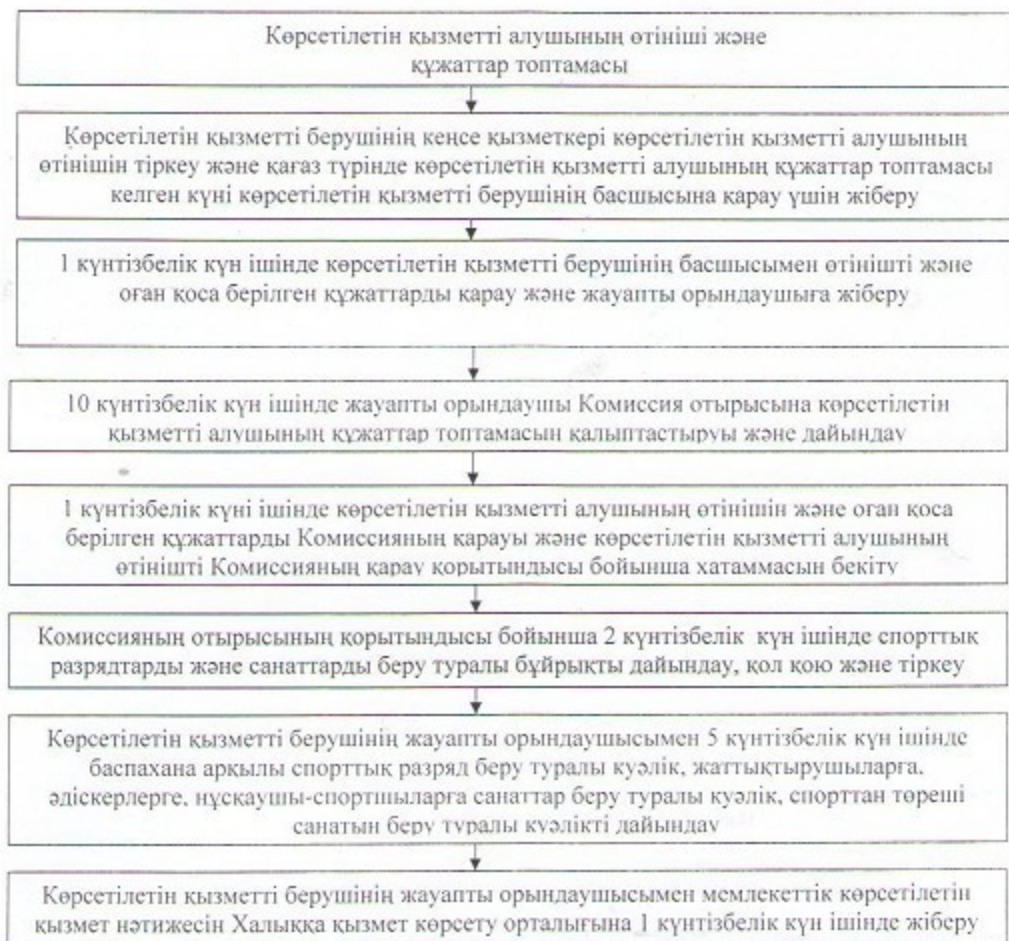 Көрсетілетін қызметті алушының өтініші және
құжаттар топтамасы
Көрсетілетін қызметті берушінің кеңсе қызметкері көрсетілетін қызметті алушының
өтінішін тіркеу және қағаз түрінде көрсетілетін қызметті алушының құжаттар топтамасы
келген күні көрсетілетін қызметті берушінің басшысына қарау үшін жіберу
1 күнтізбелік күн ішінде көрсетілетін қызметті берушінің басшысымен өтінішті және
оған қоса берілген құжаттарды қарау және жауапты орындаушыға жіберу
10 күнтізбелік күн ішінде жауапты орындаушы Комиссия отырысына көрсетілетін
қызметті алушының құжаттар топтамасын қалыптастыруы және дайындау
1 күнтізбелік күні ішінде көрсетілетін қызметті алушының өтінішін және оған қоса
берілген құжаттарды Комиссияның қарауы және көрсетілетін қызметті алушының
өтінішті Комиссияның қарау қорытындысы бойынша хатаммасын бекіту
Комиссияның отырысының қорытындысы бойынша 2 күнтізбелік күн ішінде спорттық
разрядтарды және санаттарды беру туралы бұйрықты дайындау, қол қою және тіркеу
Көрсетілетін қызметті берушінің жауапты орындаушысымен 5 күнтізбелік күн ішінде
баспахана арқылы спорттық разряд беру туралы куәлік, жаттықтырушыларға,
әдіскерлерге, нұсқаушы-спортшыларға санаттар беру туралы куәлік, спорттан төреші
санатын беру туралы куәлікті дайындау
Көрсетілетін қызметті берушінің жауапты орындаушысымен мемлекеттік көрсетілетін
қызмет нәтижесін Халыққа қызмет көрсету орталығына 1 күнтізбелік күн ішінде жіберу